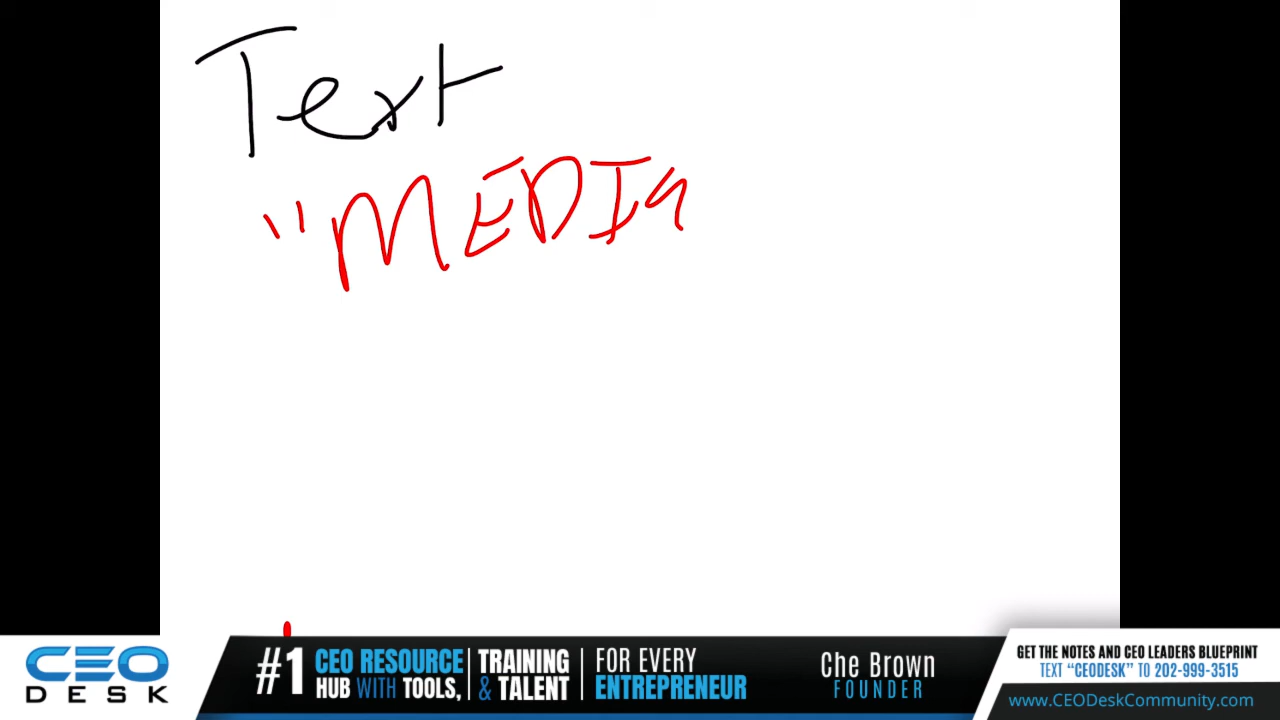 Text
"MEDIA
CEO
DESK
#1 CEO RESOURCE HUB WITH TOOLS,
TRAINING & TALENT
FOR EVERY ENTREPRENEUR
Che Brown
FOUNDER
GET THE NOTES AND CEO LEADERS BLUEPRINT
TEXT “CEODESK” TO 202-999-3515
www.CEODeskCommunity.com